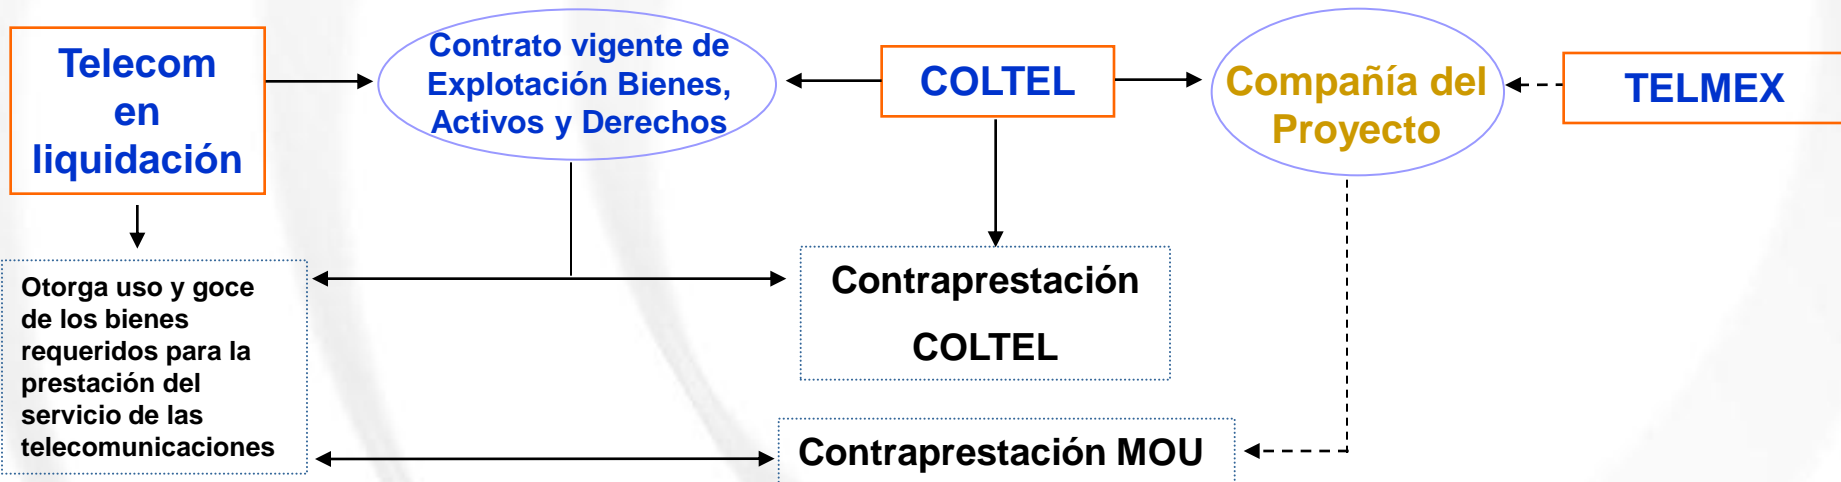 Telecom
en
liquidación
Contrato vigente de
Explotación Bienes,
Activos y Derechos
COLTEL
Compañía del
Proyecto
TELMEX
Otorga uso y goce
de los bienes
requeridos para la
prestación del
servicio de las
telecomunicaciones
Contraprestación
COLTEL
Contraprestación MOU